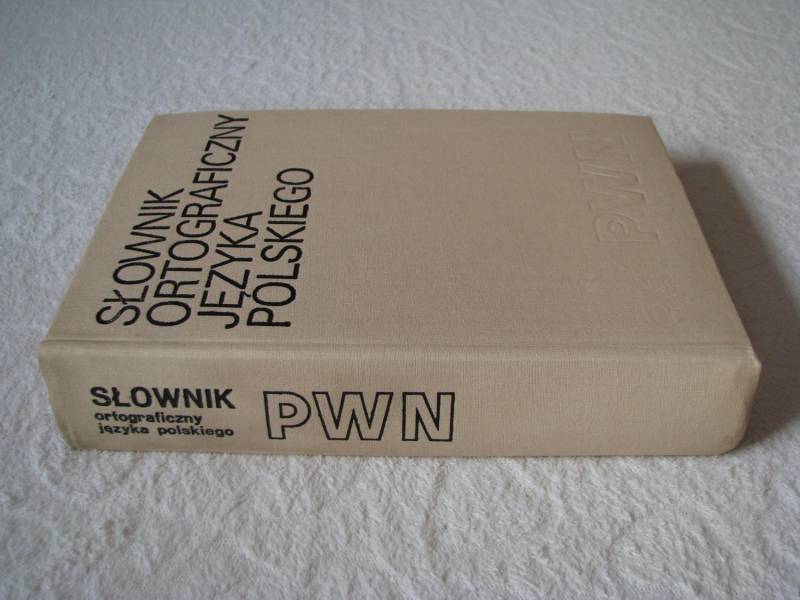 SŁOWNIK
ORTOGRAFICZNY
JĘZYKA
POLSKIEGO
PWN
SŁOWNIK
ortograficzny
języka polskiego
PWN